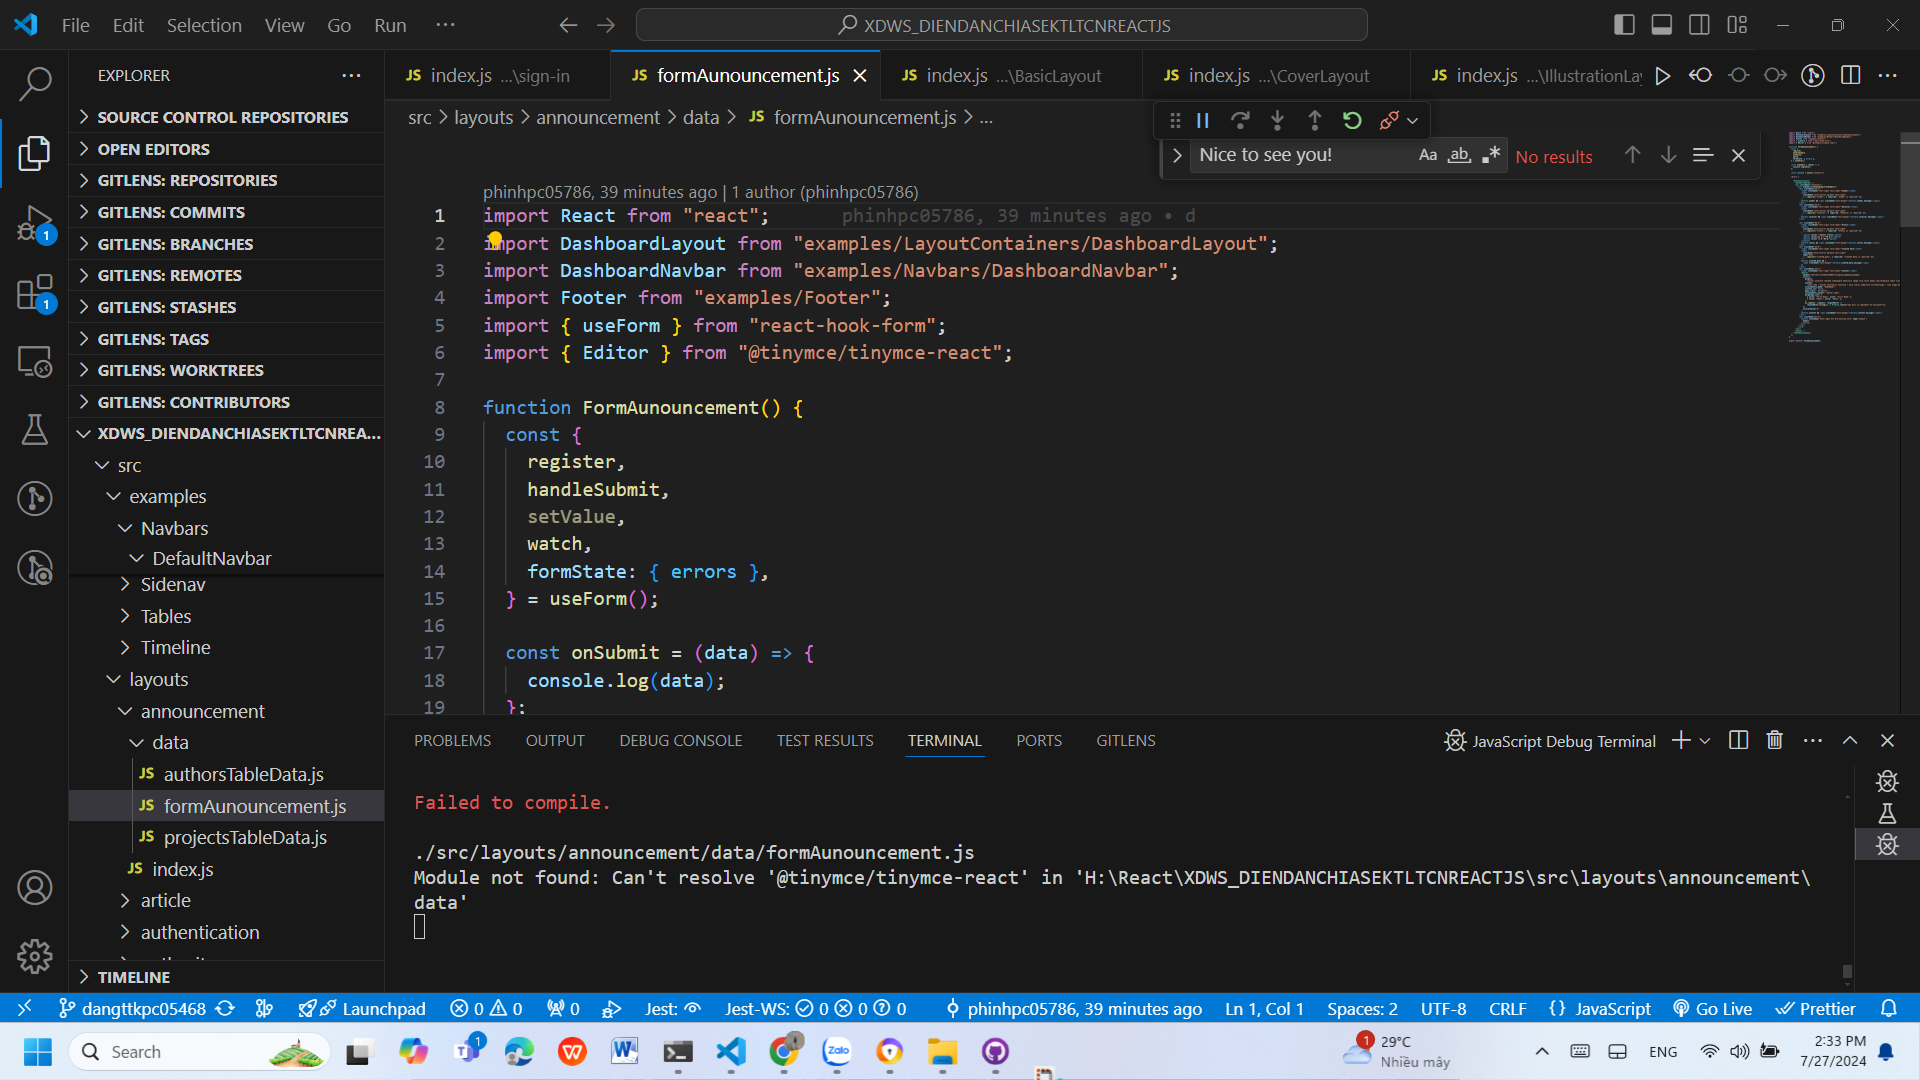 File Edit Selection View Go Run ···
XDWS_DIENDANCHIASEKTLTCNREACTJS
EXPLORER
SOURCE CONTROL REPOSITORIES
OPEN EDITORS
GITLENS: REPOSITORIES
GITLENS: COMMITS
GITLENS: BRANCHES
GITLENS: REMOTES
GITLENS: STASHES
GITLENS: TAGS
GITLENS: WORKTREES
GITLENS: CONTRIBUTORS
XDWS_DIENDANCHIASEKTLTCNREA...
src
examples
Navbars
DefaultNavbar
Sidenav
Tables
Timeline
layouts
announcement
data
JS authorsTableData.js
JS formAunouncement.js
JS projectsTableData.js
JS index.js
article
authentication
TIMELINE
1
1
JS index.js ...\sign-in
JS formAunouncement.js
JS index.js ...\BasicLayout
JS index.js ...\CoverLayout
JS index.js ...\IllustrationLay
src > layouts > announcement > data > JS formAunouncement.js > ...
Nice to see you! Aa ab .* No results
phinhpc05786, 39 minutes ago | 1 author (phinhpc05786)
1 import React from "react"; phinhpc05786, 39 minutes ago • d
2 import DashboardLayout from "examples/LayoutContainers/DashboardLayout";
3 import DashboardNavbar from "examples/Navbars/DashboardNavbar";
4 import Footer from "examples/Footer";
5 import { useForm } from "react-hook-form";
6 import { Editor } from "@tinymce/tinymce-react";
7
8 function FormAunouncement() {
9 const {
10 register,
11 handleSubmit,
12 setValue,
13 watch,
14 formState: { errors },
15 } = useForm();
16
17 const onSubmit = (data) => {
18 console.log(data);
19 };
PROBLEMS OUTPUT DEBUG CONSOLE TEST RESULTS TERMINAL PORTS GITLENS
JavaScript Debug Terminal
Failed to compile.
./src/layouts/announcement/data/formAunouncement.js
Module not found: Can't resolve '@tinymce/tinymce-react' in 'H:\React\XDWS_DIENDANCHIASEKTLTCNREACTJS\src\layouts\announcement\
data'
dangttkpc05468 Launchpad 0 0 0 Jest: Jest-WS: 0 0 0 phinhpc05786, 39 minutes ago Ln 1, Col 1 Spaces: 2 UTF-8 CRLF {} JavaScript Go Live Prettier
Search
1
Zalo
1
29°C
Nhiều mây
ENG
2:33 PM
7/27/2024